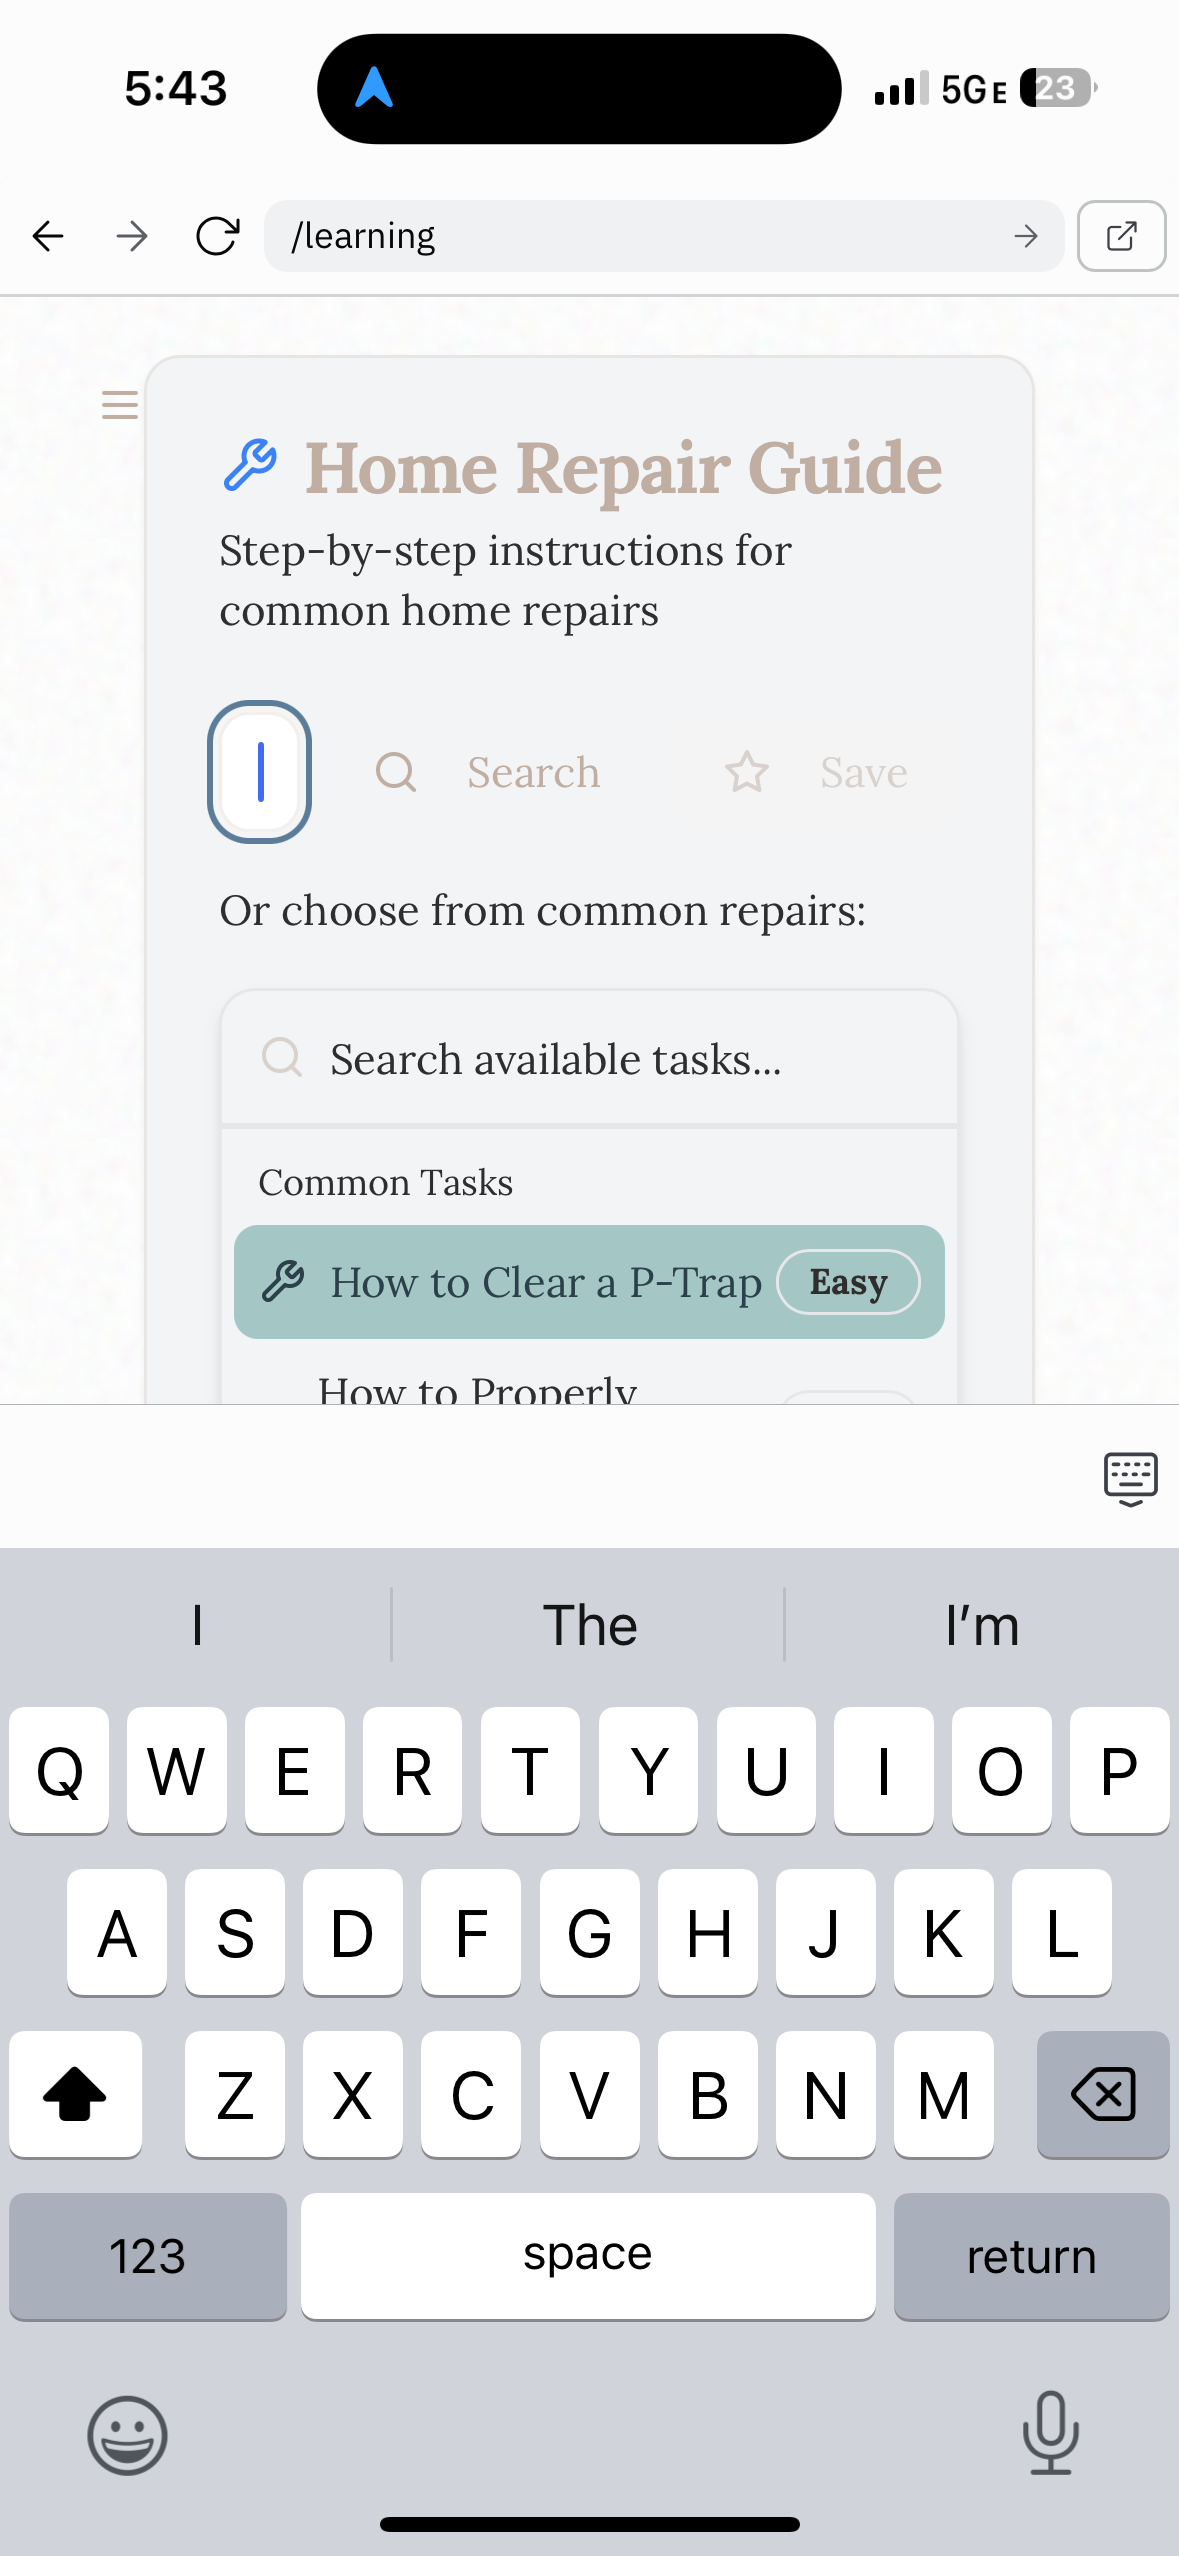 5:43
5G E
23
/learning
Home Repair Guide
Step-by-step instructions for
common home repairs
Search
Save
Or choose from common repairs:
Search available tasks...
Common Tasks
How to Clear a P-Trap
Easy
How to Properly
I
The
I'm
Q W E R T Y U I O P
A S D F G H J K L
Z X C V B N M
123
space
return